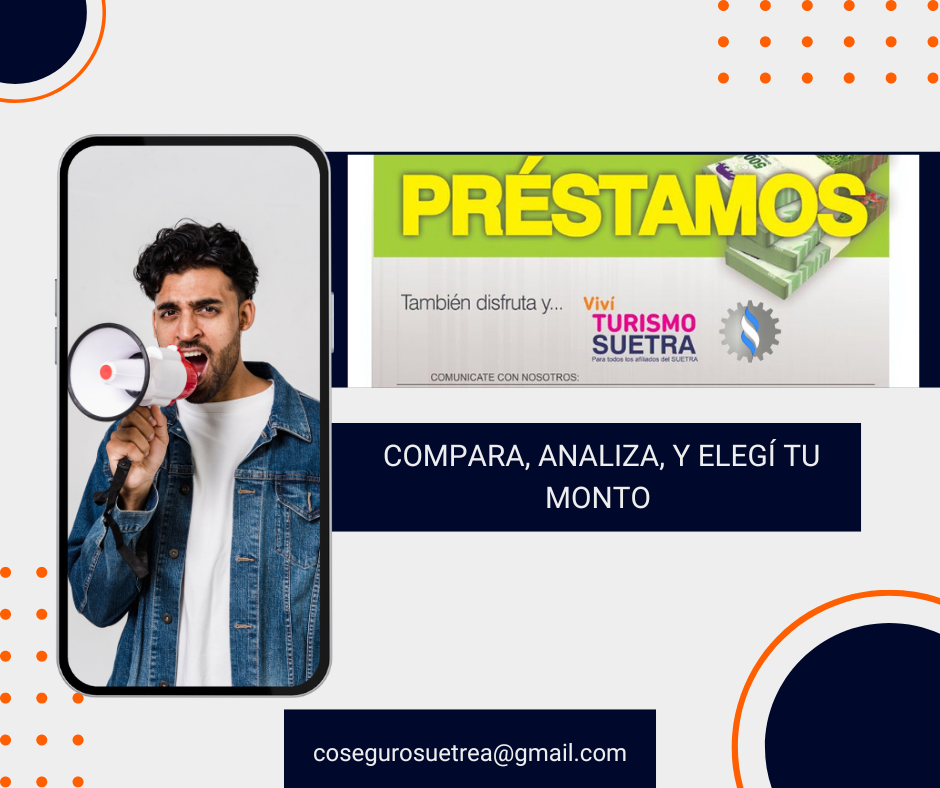 PRÉSTAMOS
También disfruta y...
Viví
TURISMO
SUETRA
Para todos los afiliados del SUETRA
COMUNICATE CON NOSOTROS:
COMPARA, ANALIZA, Y ELEGÍ TU
MONTO
cosegurosuetrea@gmail.com